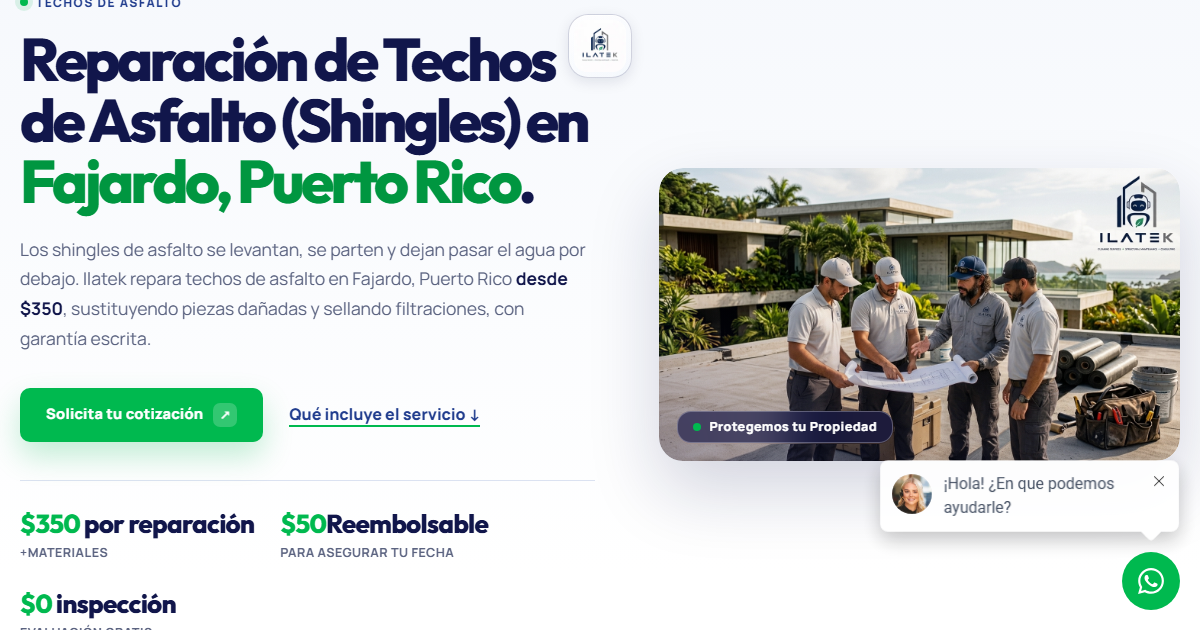 TECHOS DE ASFALTO
Reparación de Techos
de Asfalto (Shingles) en
Fajardo, Puerto Rico.
ILATEK
Los shingles de asfalto se levantan, se parten y dejan pasar el agua por
debajo. Ilatek repara techos de asfalto en Fajardo, Puerto Rico desde
$350, sustituyendo piezas dañadas y sellando filtraciones, con
garantía escrita.
Solicita tu cotización ↗
Qué incluye el servicio ↓
$350 por reparación
+MATERIALES
$50Reembolsable
PARA ASEGURAR TU FECHA
$0 inspección
EVALUACIÓN GRATIS
ILATEK
Protegemos tu Propiedad
¡Hola! ¿En que podemos
ayudarle?